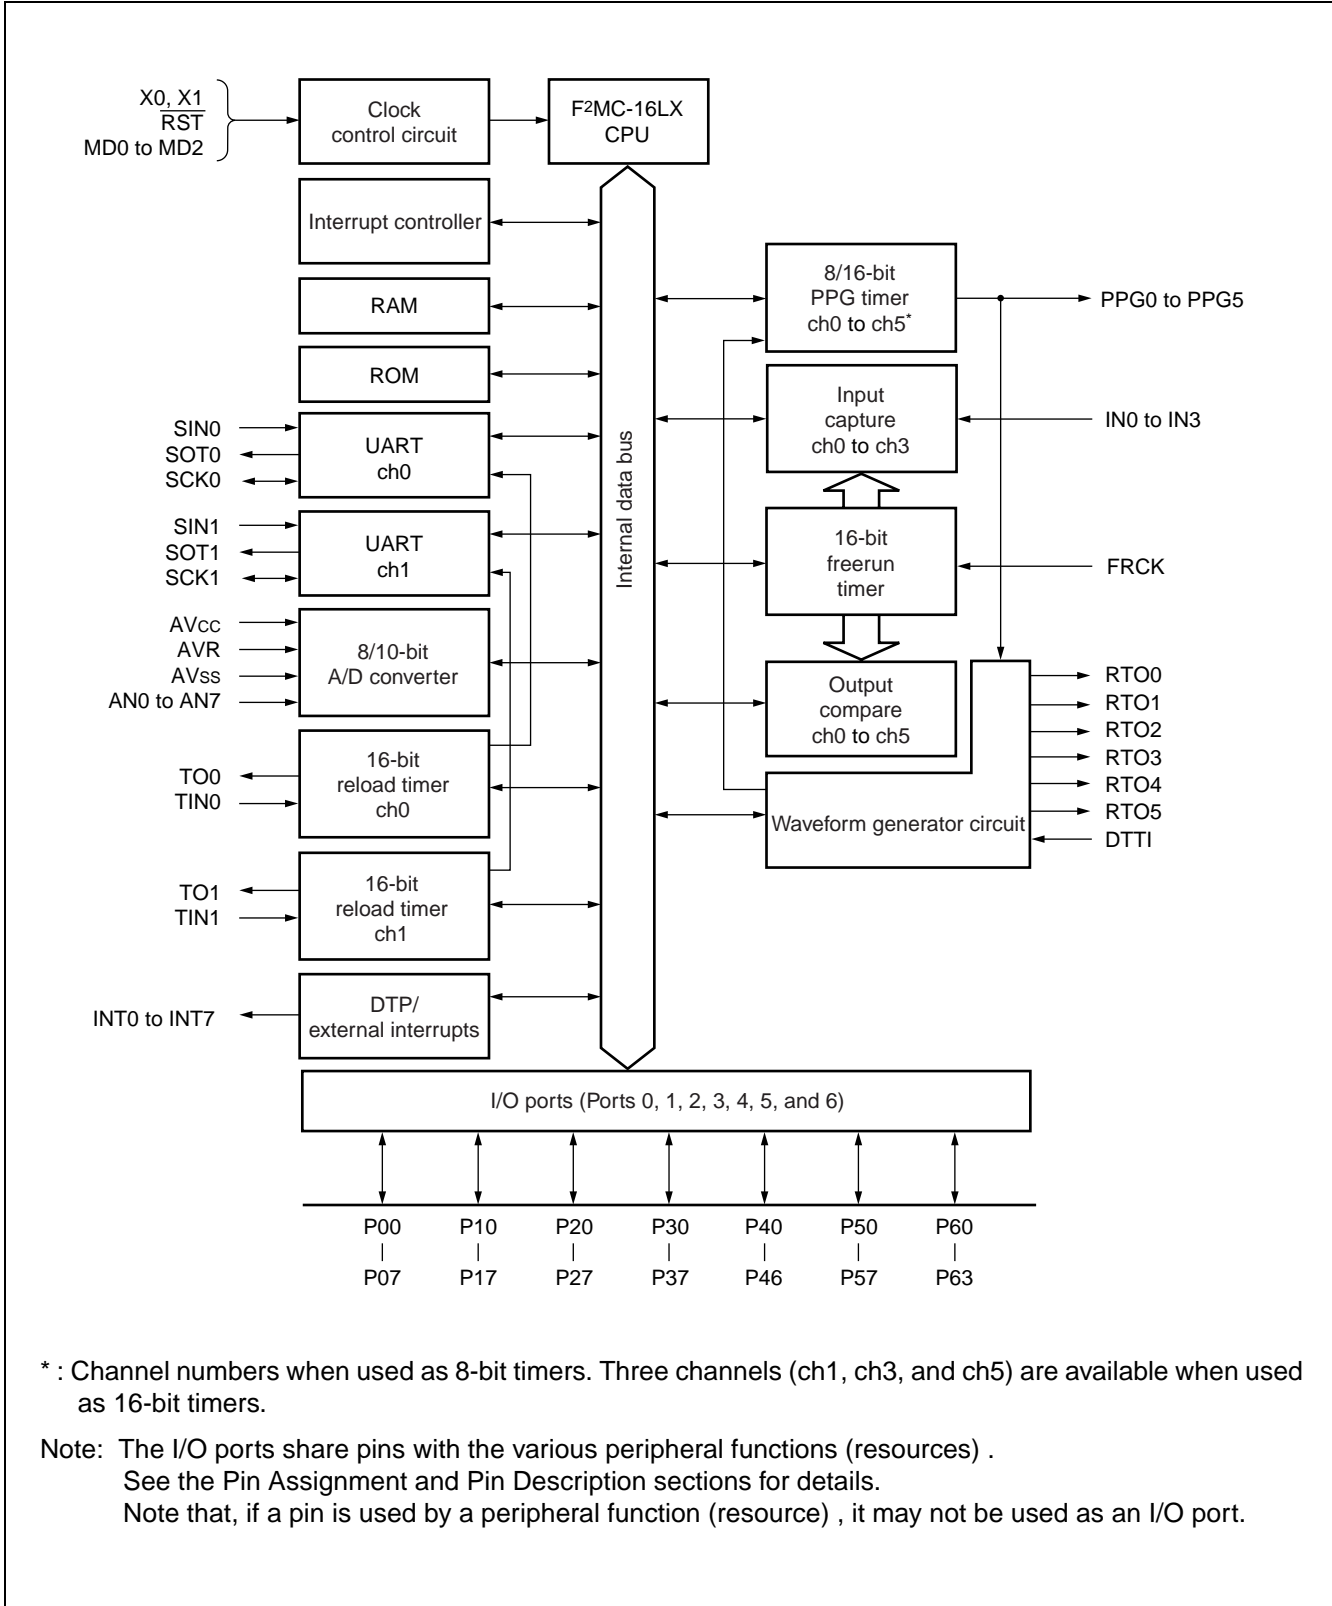 X0, X1
RST
MD0 to MD2
Clock
control circuit
F2MC-16LX
CPU
Interrupt controller
RAM
ROM
SIN0
SOT0
SCK0
UART
ch0
SIN1
SOT1
SCK1
UART
ch1
AVCC
AVR
AVSS
AN0 to AN7
8/10-bit
A/D converter
TO0
TIN0
16-bit
reload timer
ch0
TO1
TIN1
16-bit
reload timer
ch1
INT0 to INT7
DTP/
external interrupts
Internal data bus
8/16-bit
PPG timer
ch0 to ch5*
PPG0 to PPG5
Input
capture
ch0 to ch3
IN0 to IN3
16-bit
freerun
timer
FRCK
Output
compare
ch0 to ch5
Waveform generator circuit
RTO0
RTO1
RTO2
RTO3
RTO4
RTO5
DTTI
I/O ports (Ports 0, 1, 2, 3, 4, 5, and 6)
P00 P10 P20 P30 P40 P50 P60
| | | | | | |
P07 P17 P27 P37 P46 P57 P63
* : Channel numbers when used as 8-bit timers. Three channels (ch1, ch3, and ch5) are available when used
as 16-bit timers.
Note: The I/O ports share pins with the various peripheral functions (resources) .
See the Pin Assignment and Pin Description sections for details.
Note that, if a pin is used by a peripheral function (resource) , it may not be used as an I/O port.